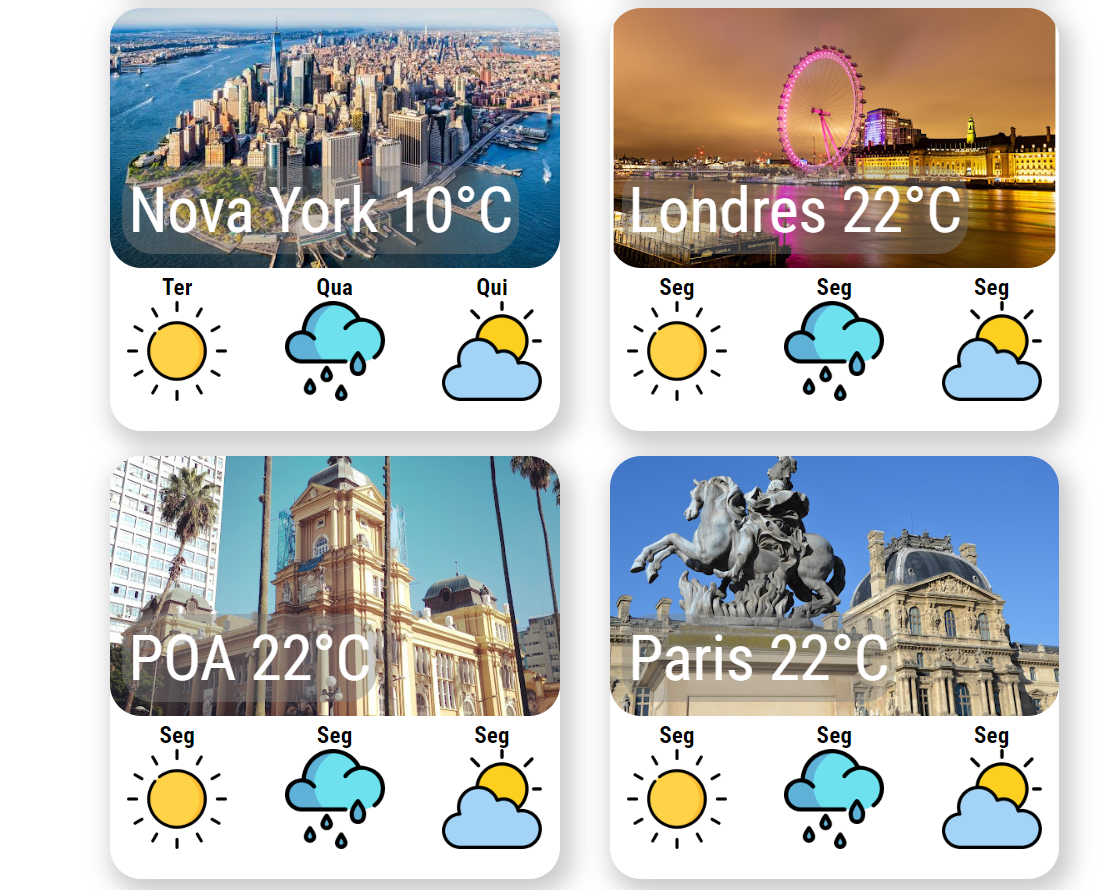 Nova York 10°C
Londres 22°C
Ter Qua Qui
Seg Seg Seg
POA 22°C
Paris 22°C
Seg Seg Seg
Seg Seg Seg